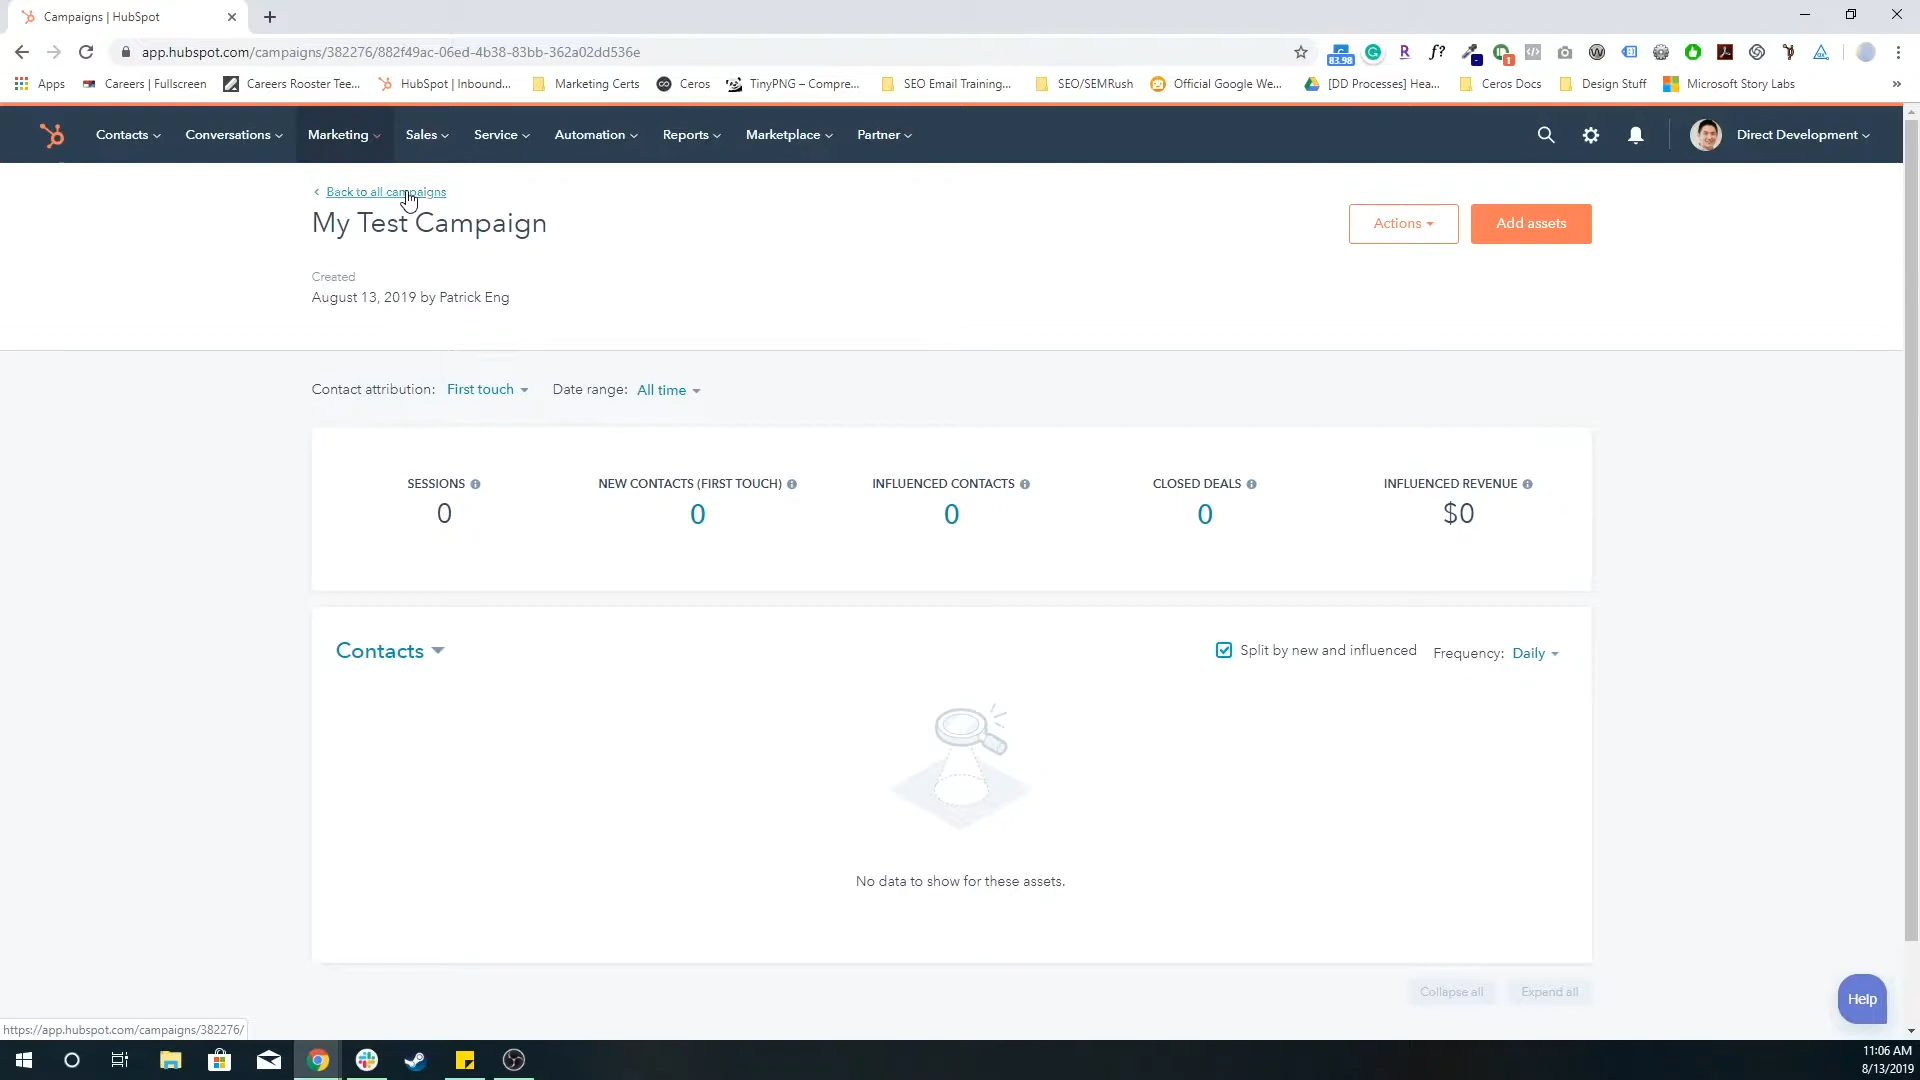 Campaigns | HubSpot
app.hubspot.com/campaigns/382276/882f49ac-06ed-4b38-83bb-362a02dd536e
83.98
R
f?
1
Apps
Careers | Fullscreen
Careers Rooster Tee...
HubSpot | Inbound...
Marketing Certs
Ceros
TinyPNG – Compre...
SEO Email Training...
SEO/SEMRush
Official Google We...
[DD Processes] Hea...
Ceros Docs
Design Stuff
Microsoft Story Labs
»
Contacts
Conversations
Marketing
Sales
Service
Automation
Reports
Marketplace
Partner
Direct Development
Back to all campaigns
My Test Campaign
Actions
Add assets
Created
August 13, 2019 by Patrick Eng
Contact attribution: First touch
Date range: All time
SESSIONS
0
NEW CONTACTS (FIRST TOUCH)
0
INFLUENCED CONTACTS
0
CLOSED DEALS
0
INFLUENCED REVENUE
$0
Contacts
Split by new and influenced
Frequency: Daily
No data to show for these assets.
Collapse all
Expand all
Help
https://app.hubspot.com/campaigns/382276/
11:06 AM
8/13/2019